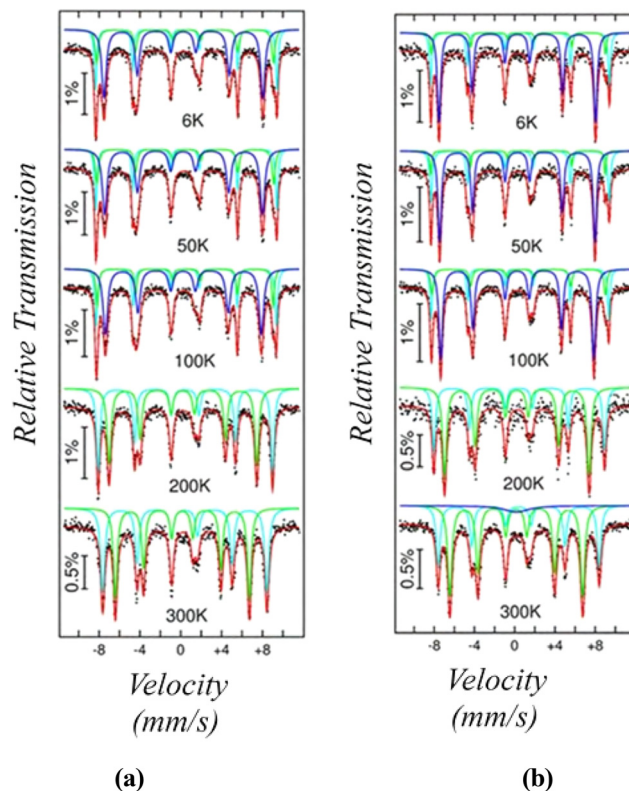 Relative Transmission
1%
6K
1%
50K
1%
100K
1%
200K
0.5%
300K
-8 -4 0 +4 +8
Velocity
(mm/s)
(a)
Relative Transmission
1%
6K
1%
50K
1%
100K
0.5%
200K
0.5%
300K
-8 -4 0 +4 +8
Velocity
(mm/s)
(b)